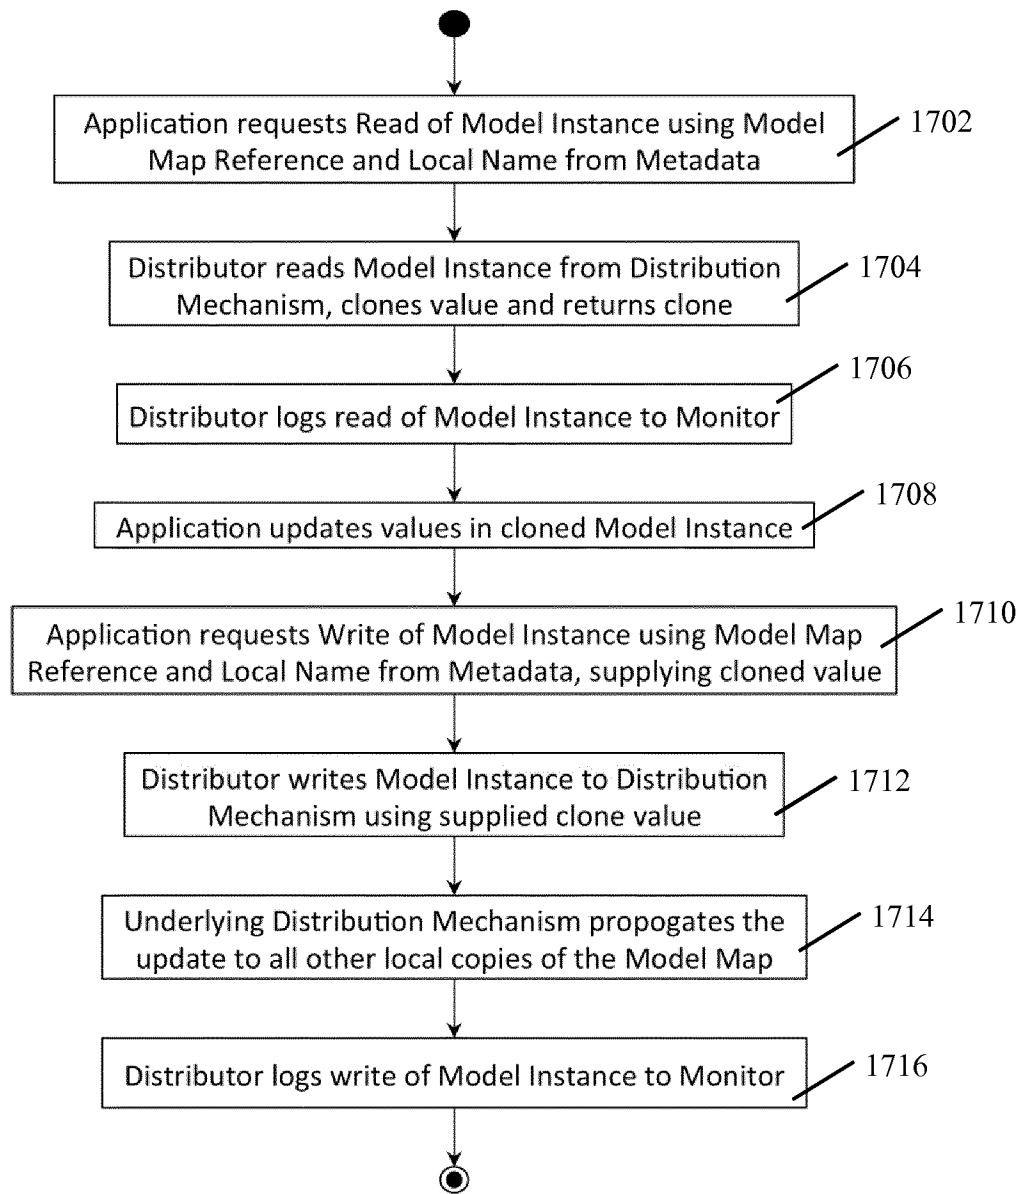 Application requests Read of Model Instance using Model
Map Reference and Local Name from Metadata
1702
Distributor reads Model Instance from Distribution
Mechanism, clones value and returns clone
1704
Distributor logs read of Model Instance to Monitor
1706
Application updates values in cloned Model Instance
1708
Application requests Write of Model Instance using Model Map
Reference and Local Name from Metadata, supplying cloned value
1710
Distributor writes Model Instance to Distribution
Mechanism using supplied clone value
1712
Underlying Distribution Mechanism propogates the
update to all other local copies of the Model Map
1714
Distributor logs write of Model Instance to Monitor
1716